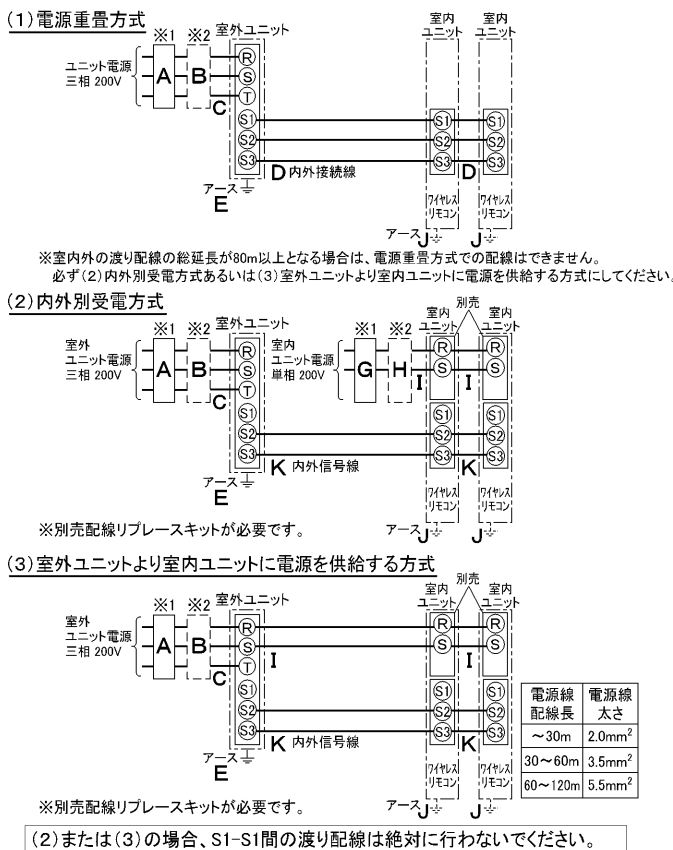 (1)電源重畳方式
※1 ※2 室外ユニット
室内
ユニット
室内
ユニット
ユニット電源
三相 200V
A
B
C
R
S
T
S1
S2
S3
S1
S2
S3
S1
S2
S3
D 内外接続線
D
アース
E
ワイヤレス
リモコン
ワイヤレス
リモコン
アース J
J
※室内外の渡り配線の総延長が80m以上となる場合は、電源重畳方式での配線はできません。
必ず(2)内外別受電方式あるいは(3)室外ユニットより室内ユニットに電源を供給する方式にしてください。
(2)内外別受電方式
※1 ※2 室外ユニット
※1 ※2
室内
ユニット
別売
室内
ユニット
室外
ユニット電源
三相 200V
A
B
C
R
S
T
S1
S2
S3
室内
ユニット電源
単相 200V
G
H
I
I
R
S
S1
S2
S3
R
S
S1
S2
S3
K 内外信号線
K
アース
E
ワイヤレス
リモコン
ワイヤレス
リモコン
アース J
J
※別売配線リプレースキットが必要です。
(3)室外ユニットより室内ユニットに電源を供給する方式
※1 ※2 室外ユニット
室内
ユニット
別売
室内
ユニット
室外
ユニット電源
三相 200V
A
B
C
R
S
T
S1
S2
S3
I
I
R
S
S1
S2
S3
R
S
S1
S2
S3
K 内外信号線
K
アース
E
ワイヤレス
リモコン
ワイヤレス
リモコン
アース J
J
電源線
配線長
電源線
太さ
~30m 2.0mm²
30~60m 3.5mm²
60~120m 5.5mm²
※別売配線リプレースキットが必要です。
(2)または(3)の場合、S1-S1間の渡り配線は絶対に行わないでください。